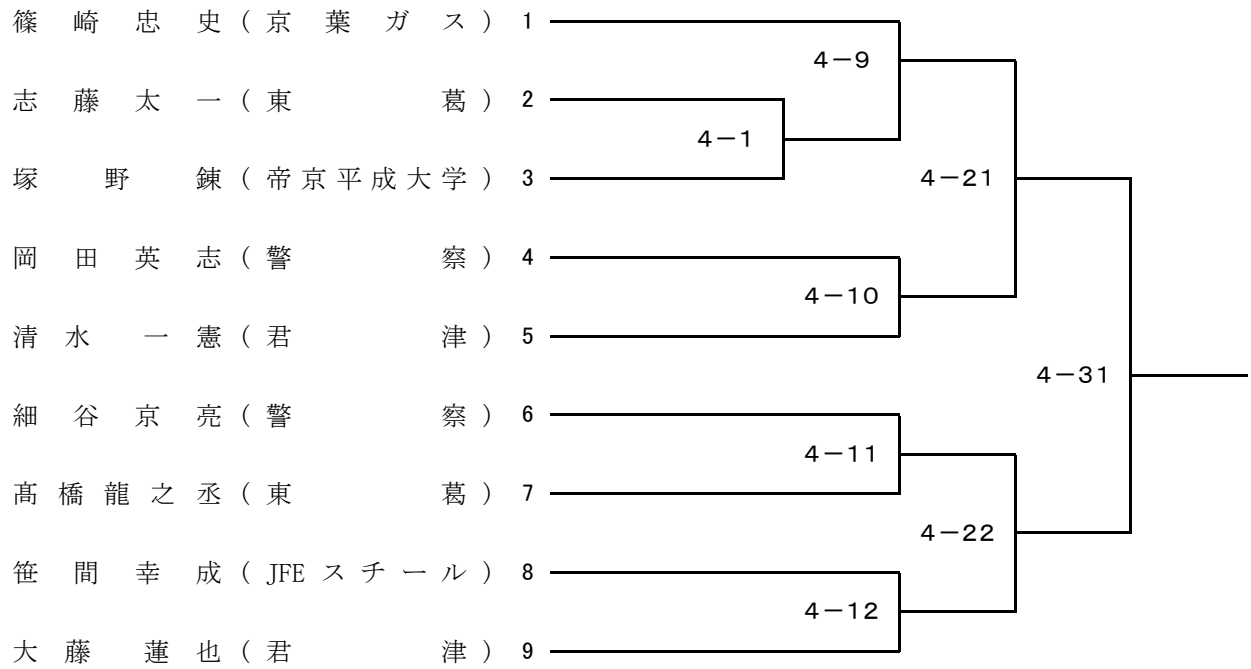 篠崎忠史(京葉ガス) 1
4－9
志藤太一(東葛) 2
4－1
塚野錬(帝京平成大学) 3
4－21
岡田英志(警察) 4
4－10
清水一憲(君津) 5
4－31
細谷京亮(警察) 6
4－11
髙橋龍之丞(東葛) 7
4－22
笹間幸成(JFEスチール) 8
4－12
大藤蓮也(君津) 9